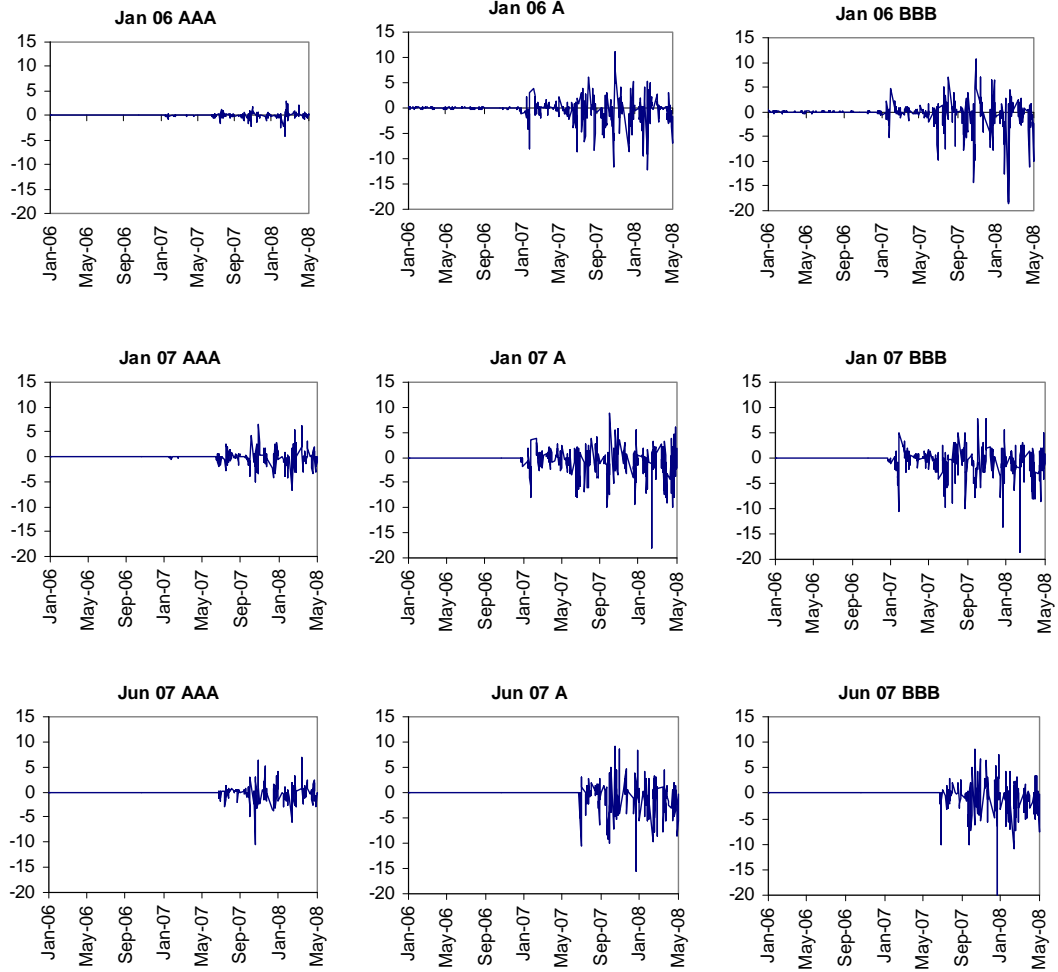 Jan 06 AAA
15
10
5
0
-5
-10
-15
-20
Jan-06
May-06
Sep-06
Jan-07
May-07
Sep-07
Jan-08
May-08
Jan 06 A
15
10
5
0
-5
-10
-15
-20
Jan-06
May-06
Sep-06
Jan-07
May-07
Sep-07
Jan-08
May-08
Jan 06 BBB
15
10
5
0
-5
-10
-15
-20
Jan-06
May-06
Sep-06
Jan-07
May-07
Sep-07
Jan-08
May-08
Jan 07 AAA
15
10
5
0
-5
-10
-15
-20
Jan-06
May-06
Sep-06
Jan-07
May-07
Sep-07
Jan-08
May-08
Jan 07 A
15
10
5
0
-5
-10
-15
-20
Jan-06
May-06
Sep-06
Jan-07
May-07
Sep-07
Jan-08
May-08
Jan 07 BBB
15
10
5
0
-5
-10
-15
-20
Jan-06
May-06
Sep-06
Jan-07
May-07
Sep-07
Jan-08
May-08
Jun 07 AAA
15
10
5
0
-5
-10
-15
-20
Jan-06
May-06
Sep-06
Jan-07
May-07
Sep-07
Jan-08
May-08
Jun 07 A
15
10
5
0
-5
-10
-15
-20
Jan-06
May-06
Sep-06
Jan-07
May-07
Sep-07
Jan-08
May-08
Jun 07 BBB
15
10
5
0
-5
-10
-15
-20
Jan-06
May-06
Sep-06
Jan-07
May-07
Sep-07
Jan-08
May-08